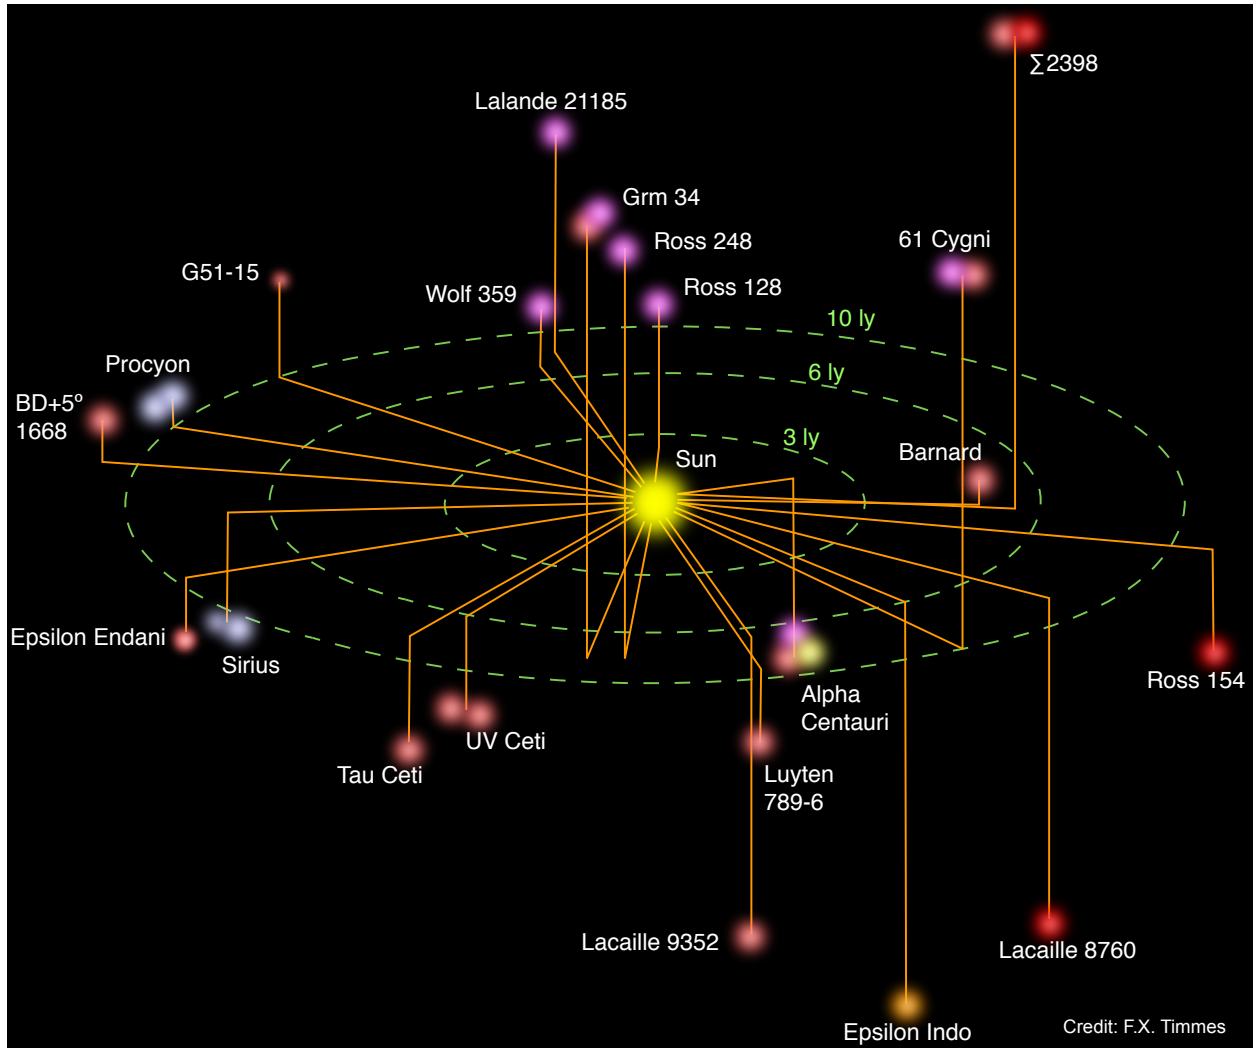 ∑2398
Lalande 21185
Grm 34
Ross 248
61 Cygni
G51-15
Ross 128
Wolf 359
10 ly
Procyon
6 ly
BD+5º
1668
3 ly
Barnard
Sun
Epsilon Endani
Sirius
Ross 154
Alpha
Centauri
UV Ceti
Tau Ceti
Luyten
789-6
Lacaille 9352
Lacaille 8760
Epsilon Indo
Credit: F.X. Timmes